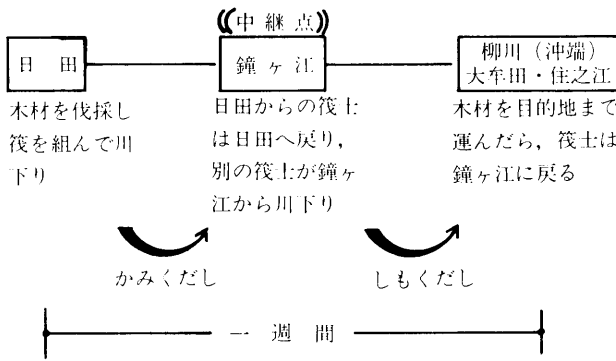 《中継点》
日田
鐘ヶ江
柳川（沖端）
大牟田・住之江
木材を伐採し
筏を組んで川
下り
日田からの筏士
は日田へ戻り，
別の筏士が鐘ヶ
江から川下り
木材を目的地まで
運んだら，筏士は
鐘ヶ江に戻る
かみくだし
しもくだし
一週間